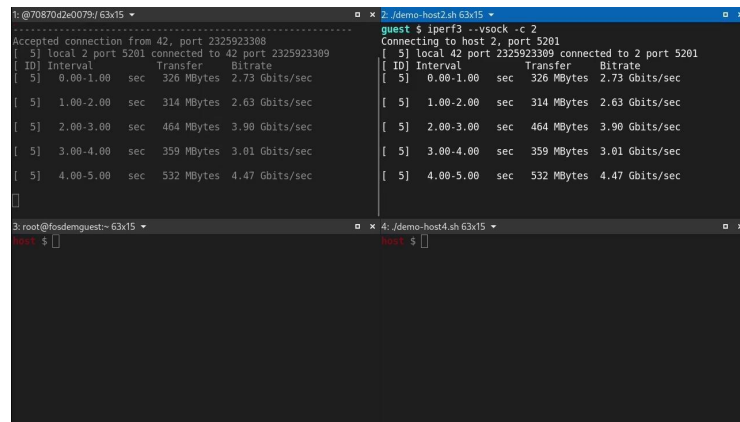 1: @70870d2e0079:/ 63x15
-----------------------------------------------------------
Accepted connection from 42, port 2325923308
[  5] local 2 port 5201 connected to 42 port 2325923309
[ ID] Interval           Transfer     Bitrate
[  5]   0.00-1.00   sec   326 MBytes  2.73 Gbits/sec
[  5]   1.00-2.00   sec   314 MBytes  2.63 Gbits/sec
[  5]   2.00-3.00   sec   464 MBytes  3.90 Gbits/sec
[  5]   3.00-4.00   sec   359 MBytes  3.01 Gbits/sec
[  5]   4.00-5.00   sec   532 MBytes  4.47 Gbits/sec
2: ./demo-host2.sh 63x15
guest $ iperf3 --vsock -c 2
Connecting to host 2, port 5201
[  5] local 42 port 2325923309 connected to 2 port 5201
[ ID] Interval           Transfer     Bitrate
[  5]   0.00-1.00   sec   326 MBytes  2.73 Gbits/sec
[  5]   1.00-2.00   sec   314 MBytes  2.63 Gbits/sec
[  5]   2.00-3.00   sec   464 MBytes  3.90 Gbits/sec
[  5]   3.00-4.00   sec   359 MBytes  3.01 Gbits/sec
[  5]   4.00-5.00   sec   532 MBytes  4.47 Gbits/sec
3: root@fosdemguest:~ 63x15
host $
4: ./demo-host4.sh 63x15
host $